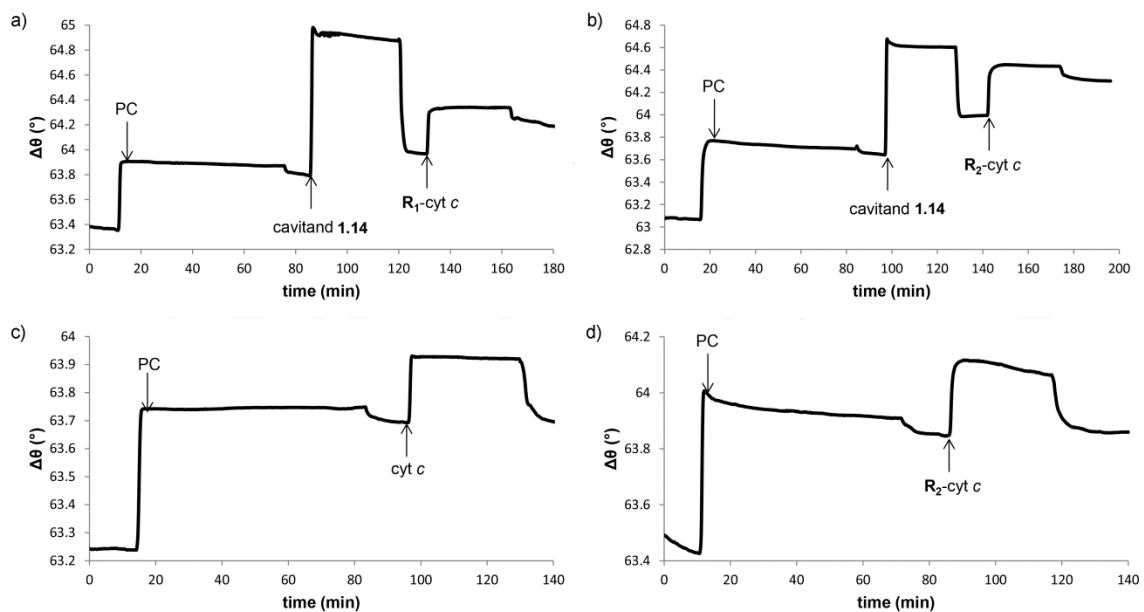 a)
65
64.8
64.6
64.4
64.2
64
63.8
63.6
63.4
63.2
Δθ (°)
PC
cavitand 1.14
R1-cyt c
0 20 40 60 80 100 120 140 160 180
time (min)
b)
64.8
64.6
64.4
64.2
64
63.8
63.6
63.4
63.2
63
62.8
Δθ (°)
PC
cavitand 1.14
R2-cyt c
0 20 40 60 80 100 120 140 160 180 200
time (min)
c)
64
63.9
63.8
63.7
63.6
63.5
63.4
63.3
63.2
Δθ (°)
PC
cyt c
0 20 40 60 80 100 120 140
time (min)
d)
64.2
64
63.8
63.6
63.4
Δθ (°)
PC
R2-cyt c
0 20 40 60 80 100 120 140
time (min)